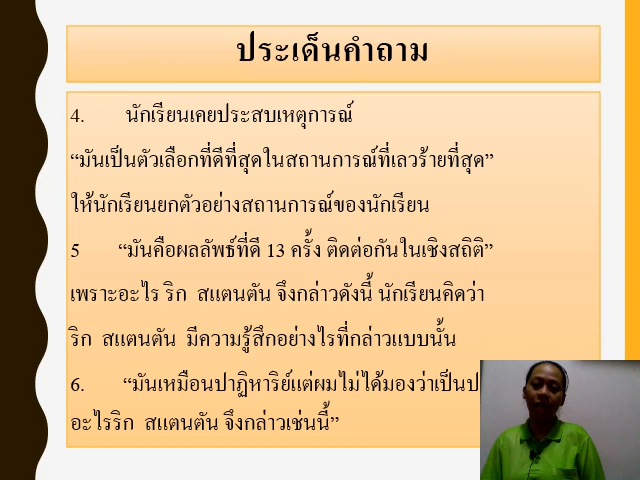 ประเด็นคำถาม
4. นักเรียนเคยประสบเหตุการณ์
“มันเป็นตัวเลือกที่ดีที่สุดในสถานการณ์ที่เลวร้ายที่สุด”
ให้นักเรียนยกตัวอย่างสถานการณ์ของนักเรียน
5 “มันคือผลลัพธ์ที่ดี 13 ครั้ง ติดต่อกันในเชิงสถิติ”
เพราะอะไร ริก สแตนตัน จึงกล่าวดังนี้ นักเรียนคิดว่า
ริก สแตนตัน มีความรู้สึกอย่างไรที่กล่าวแบบนั้น
6. “มันเหมือนปาฏิหาริย์แต่ผมไม่ได้มองว่าเป็น
อะไรริก สแตนตัน จึงกล่าวเช่นนี้”